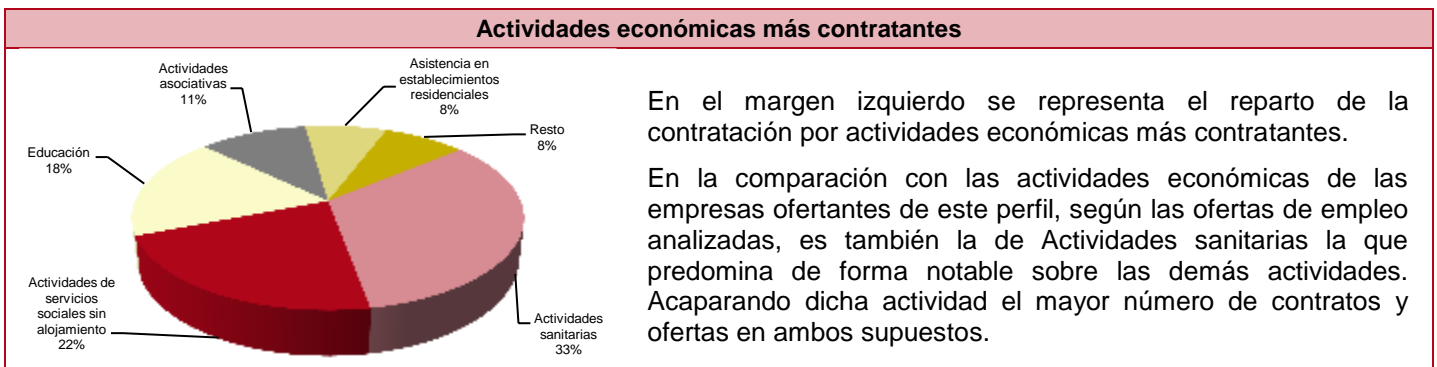 Actividades económicas más contratantes
Actividades
asociativas
11%
Asistencia en
establecimientos
residenciales
8%
Resto
8%
Educación
18%
Actividades de
servicios
sociales sin
alojamiento
22%
Actividades
sanitarias
33%
En el margen izquierdo se representa el reparto de la
contratación por actividades económicas más contratantes.
En la comparación con las actividades económicas de las
empresas ofertantes de este perfil, según las ofertas de empleo
analizadas, es también la de Actividades sanitarias la que
predomina de forma notable sobre las demás actividades.
Acaparando dicha actividad el mayor número de contratos y
ofertas en ambos supuestos.